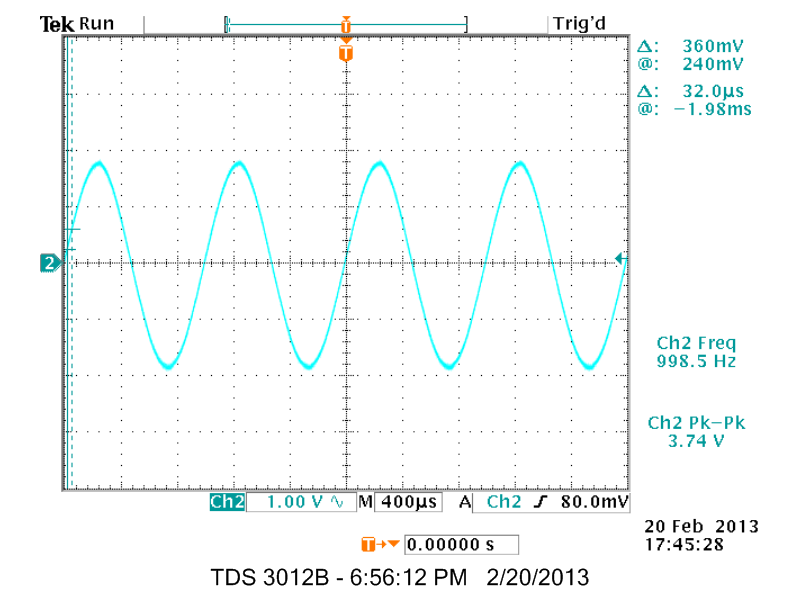 Tek Run
Trig'd
T
T
Δ: 360mV
@: 240mV
Δ: 32.0µs
@: −1.98ms
2
Ch2 Freq
998.5 Hz
Ch2 Pk−Pk
3.74 V
Ch2 1.00 V ∿ M 400µs A Ch2 ∫ 80.0mV
T→▼ 0.00000 s
20 Feb 2013
17:45:28
TDS 3012B - 6:56:12 PM 2/20/2013